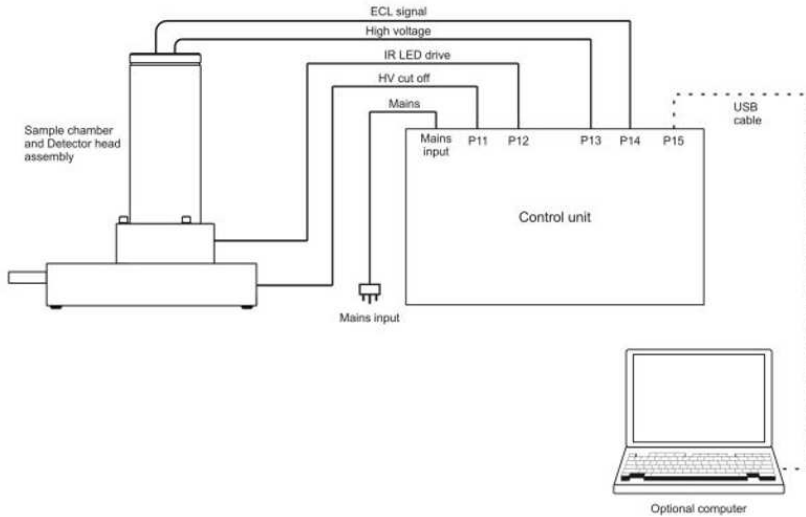 ECL signal
High voltage
IR LED drive
HV cut off
Mains
USB
cable
Sample chamber
and Detector head
assembly
Mains
input
P11
P12
P13
P14
P15
Control unit
Mains input
Optional computer